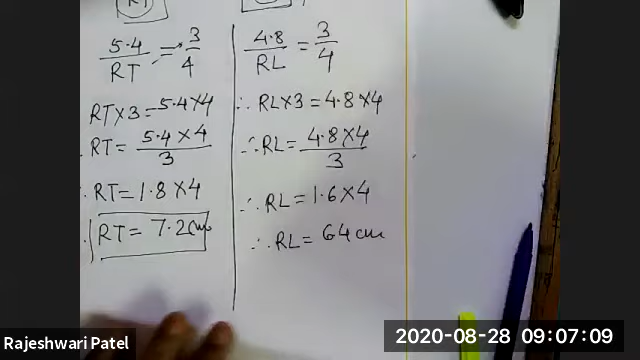 RT
5.4/RT = 3/4
RT×3 = 5.4×4
RT = 5.4×4/3
∴ RT = 1.8×4
∴ RT = 7.2cm
4.8/RL = 3/4
∴ RL×3 = 4.8×4
∴ RL = 4.8×4/3
∴ RL = 1.6×4
∴ RL = 64cm
Rajeshwari Patel
2020-08-28 09:07:09